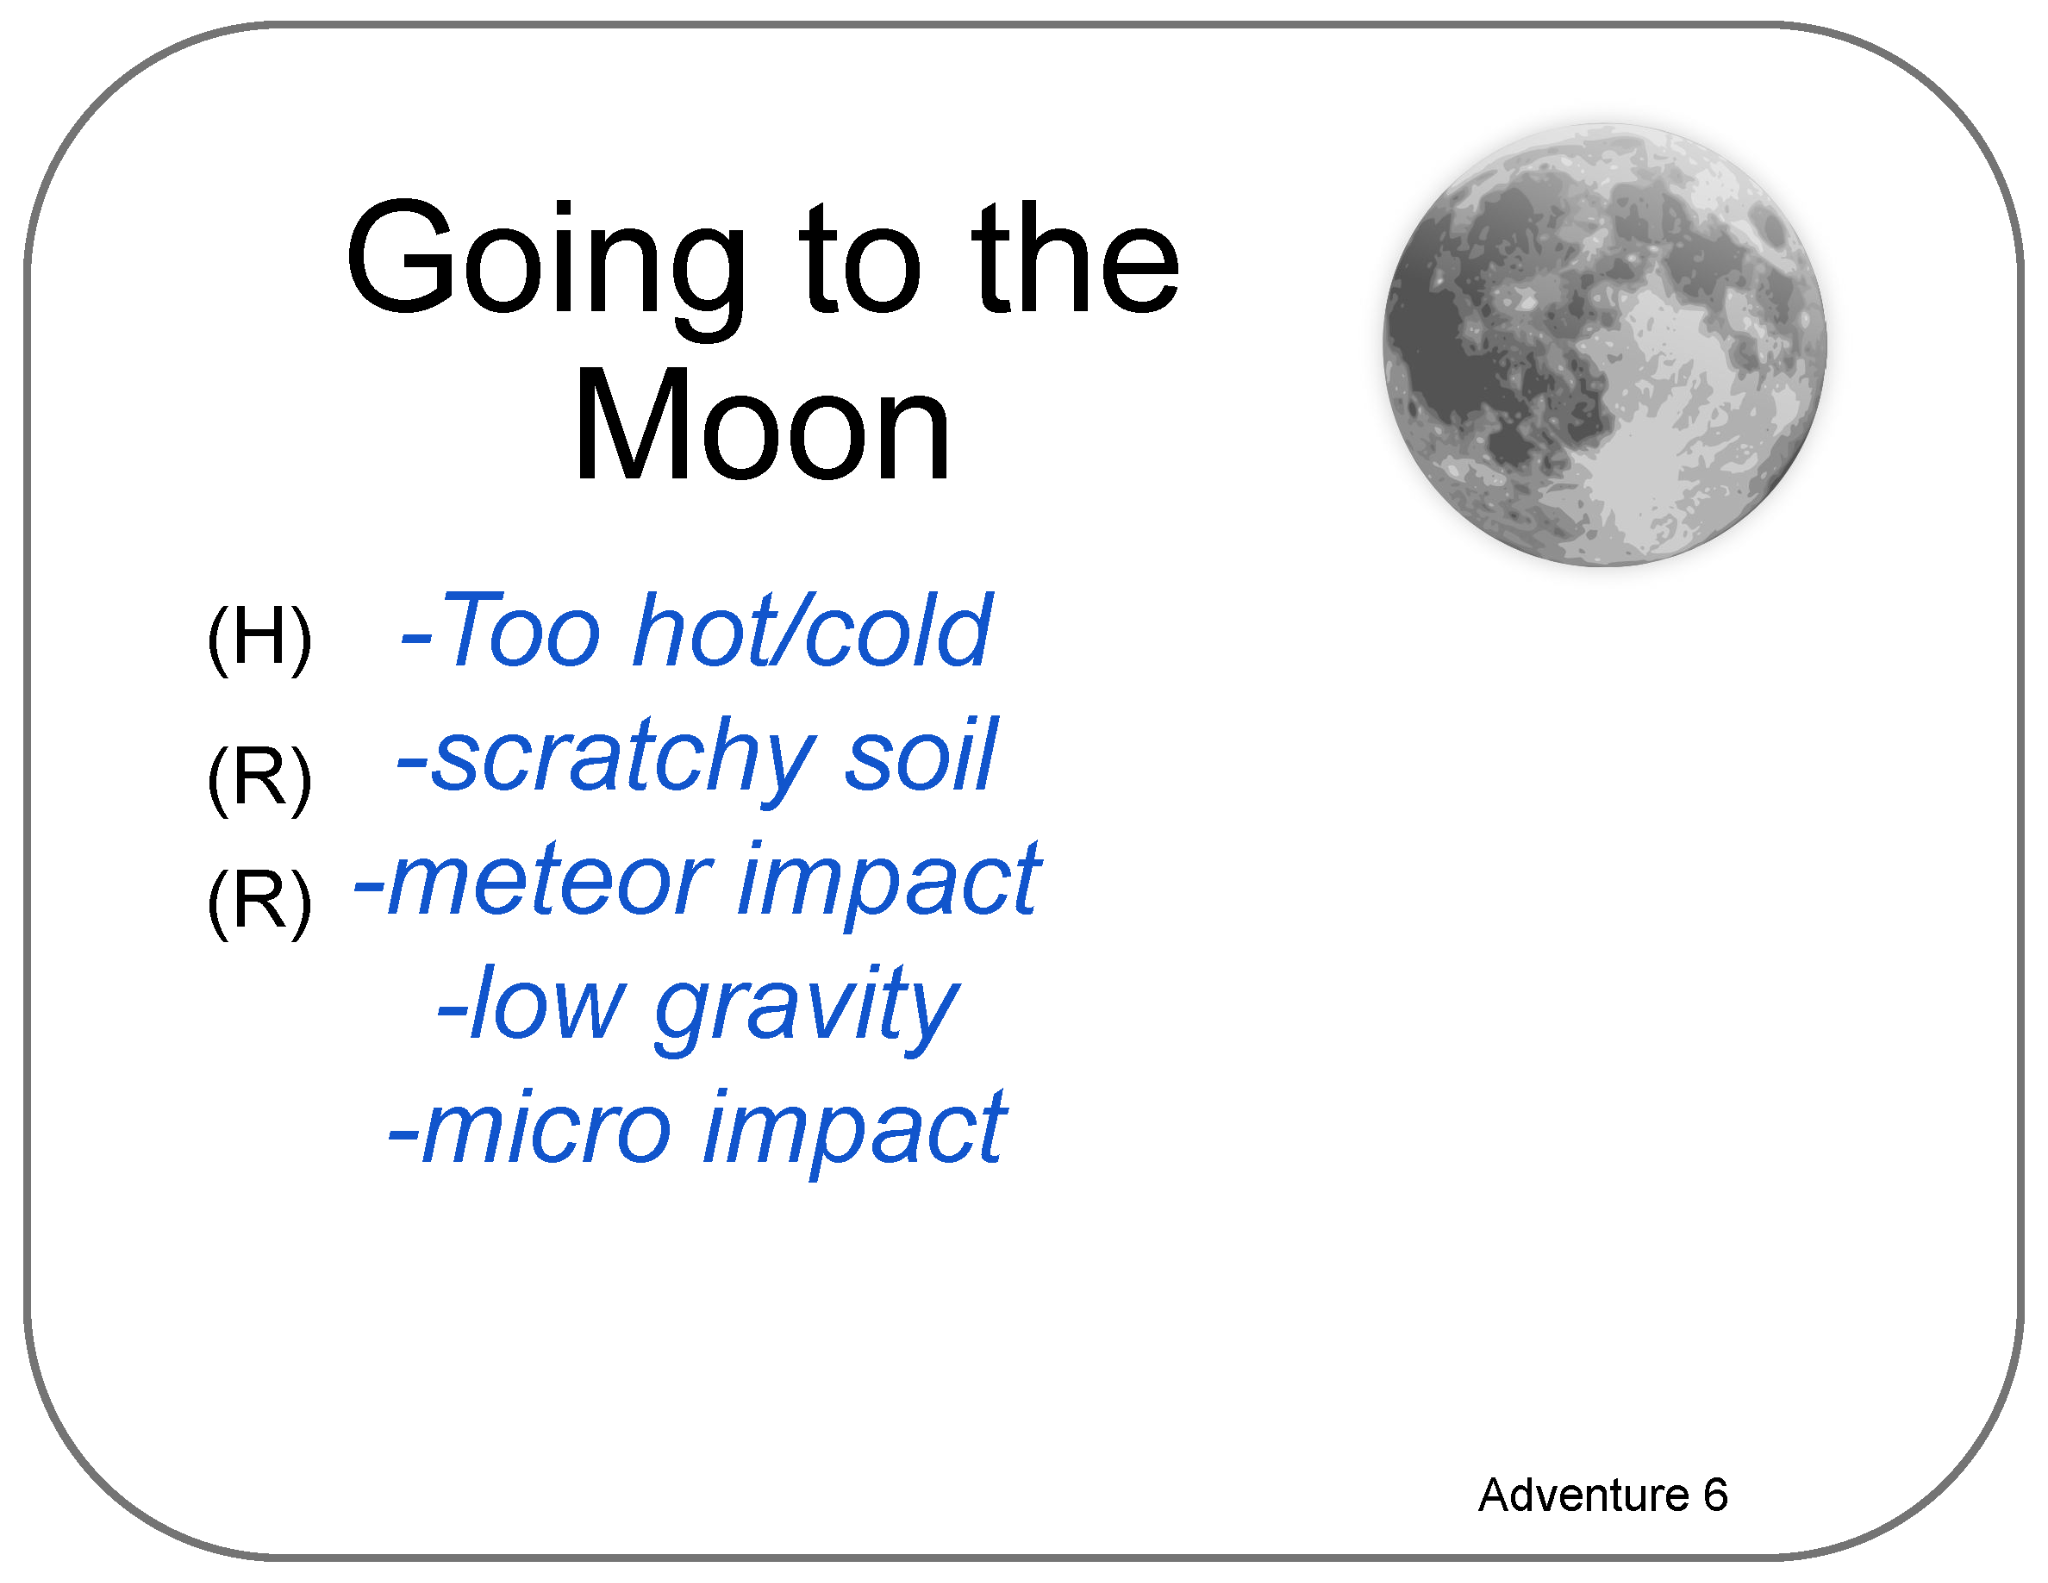 Going to the
Moon
(H) -Too hot/cold
(R) -scratchy soil
(R) -meteor impact
-low gravity
-micro impact
Adventure 6